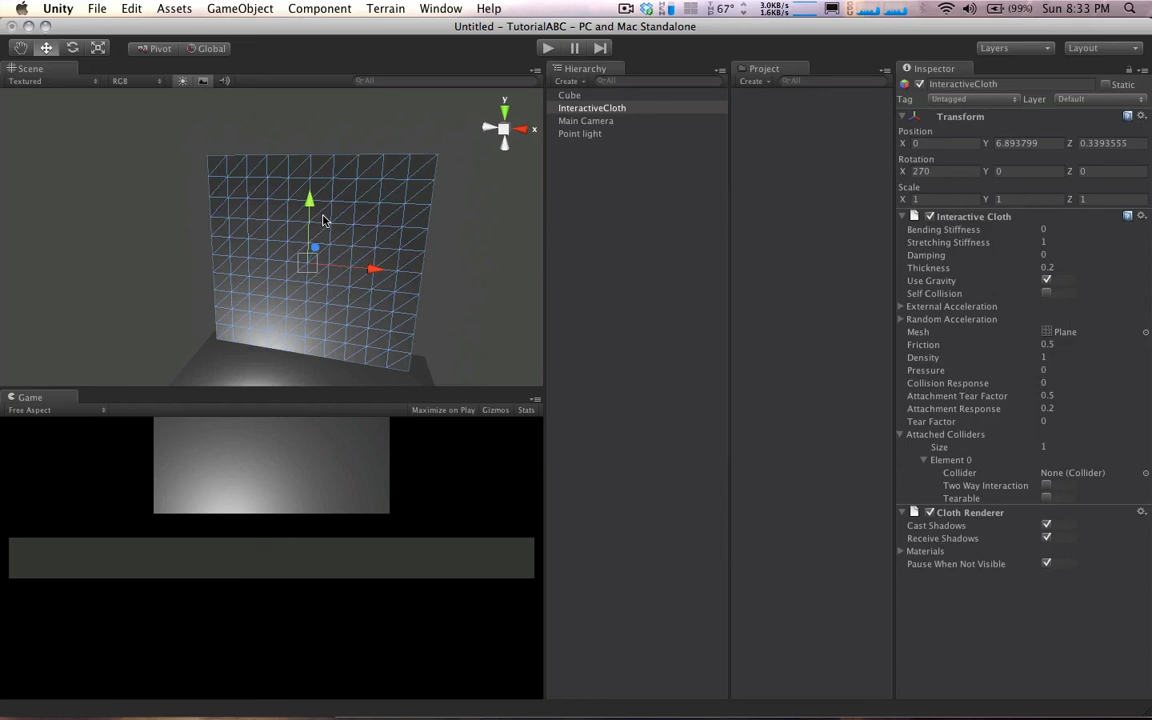 Unity File Edit Assets GameObject Component Terrain Window Help 67° 3.0KB/s 1.6KB/s (99%) Sun 8:33 PM
Untitled – TutorialABC – PC and Mac Standalone
Pivot Global Layers Layout
Scene
Textured RGB All
y
x
Hierarchy
Create All
Cube
InteractiveCloth
Main Camera
Point light
Project
Create All
Game
Free Aspect Maximize on Play Gizmos Stats
Inspector
InteractiveCloth Static
Tag Untagged Layer Default
Transform
Position
X 0 Y 6.893799 Z 0.3393555
Rotation
X 270 Y 0 Z 0
Scale
X 1 Y 1 Z 1
Interactive Cloth
Bending Stiffness 0
Stretching Stiffness 1
Damping 0
Thickness 0.2
Use Gravity
Self Collision
External Acceleration
Random Acceleration
Mesh Plane
Friction 0.5
Density 1
Pressure 0
Collision Response 0
Attachment Tear Factor 0.5
Attachment Response 0.2
Tear Factor 0
Attached Colliders
Size 1
Element 0
Collider None (Collider)
Two Way Interaction
Tearable
Cloth Renderer
Cast Shadows
Receive Shadows
Materials
Pause When Not Visible